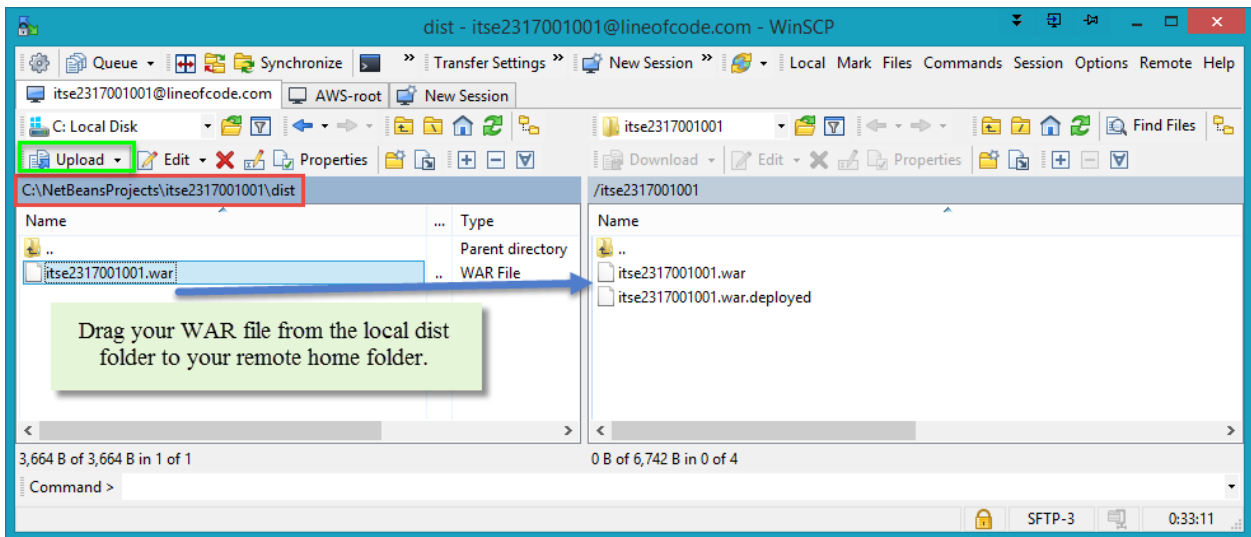 dist - itse2317001001@lineofcode.com - WinSCP
Queue Synchronize » Transfer Settings » New Session » Local Mark Files Commands Session Options Remote Help
itse2317001001@lineofcode.com AWS-root New Session
C: Local Disk itse2317001001 Find Files
Upload Edit Properties Download Edit Properties
C:\NetBeansProjects\itse2317001001\dist /itse2317001001
Name ... Type Name
.. Parent directory ..
itse2317001001.war .. WAR File itse2317001001.war
itse2317001001.war.deployed
Drag your WAR file from the local dist
folder to your remote home folder.
3,664 B of 3,664 B in 1 of 1 0 B of 6,742 B in 0 of 4
Command >
SFTP-3 0:33:11